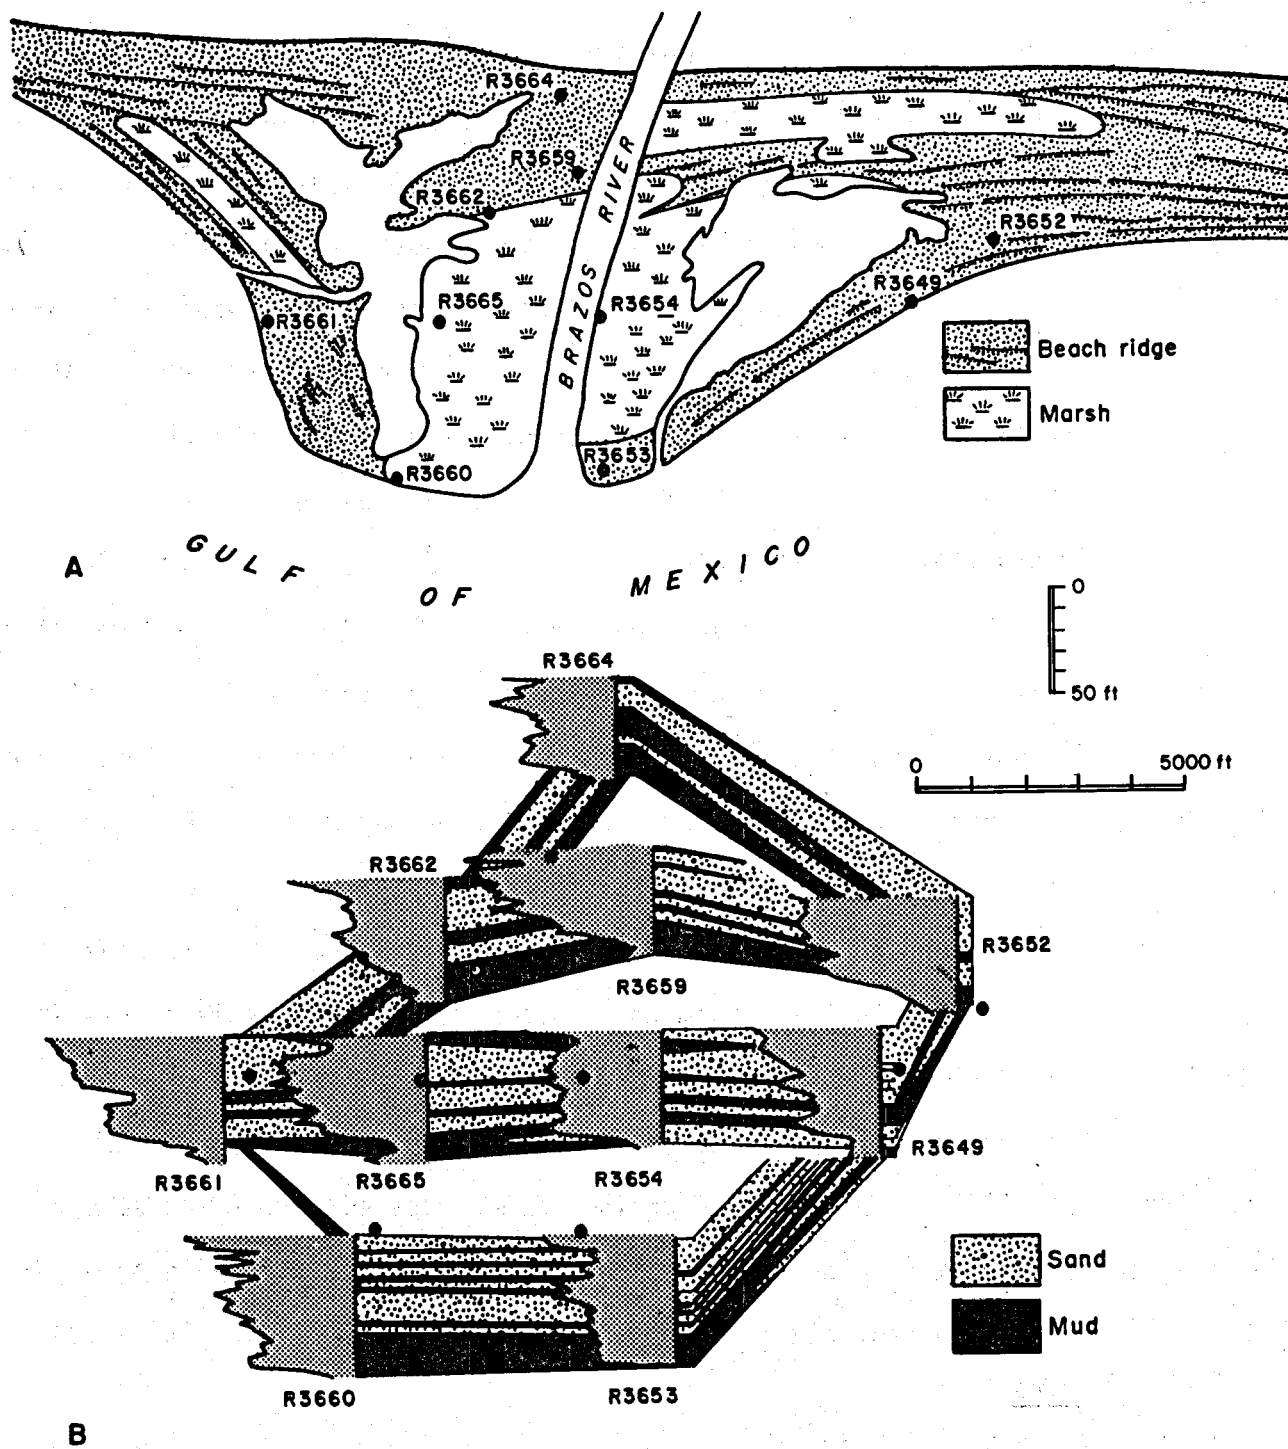 R3664
R3659
R3662
R3652
R3649
R3665
R3654
R3661
BRAZOS RIVER
Beach ridge
Marsh
R3653
R3660
GULF OF MEXICO
A
0
50 ft
R3664
0 5000 ft
R3662
R3652
R3659
R3649
R3661 R3665 R3654
Sand
Mud
R3660 R3653
B